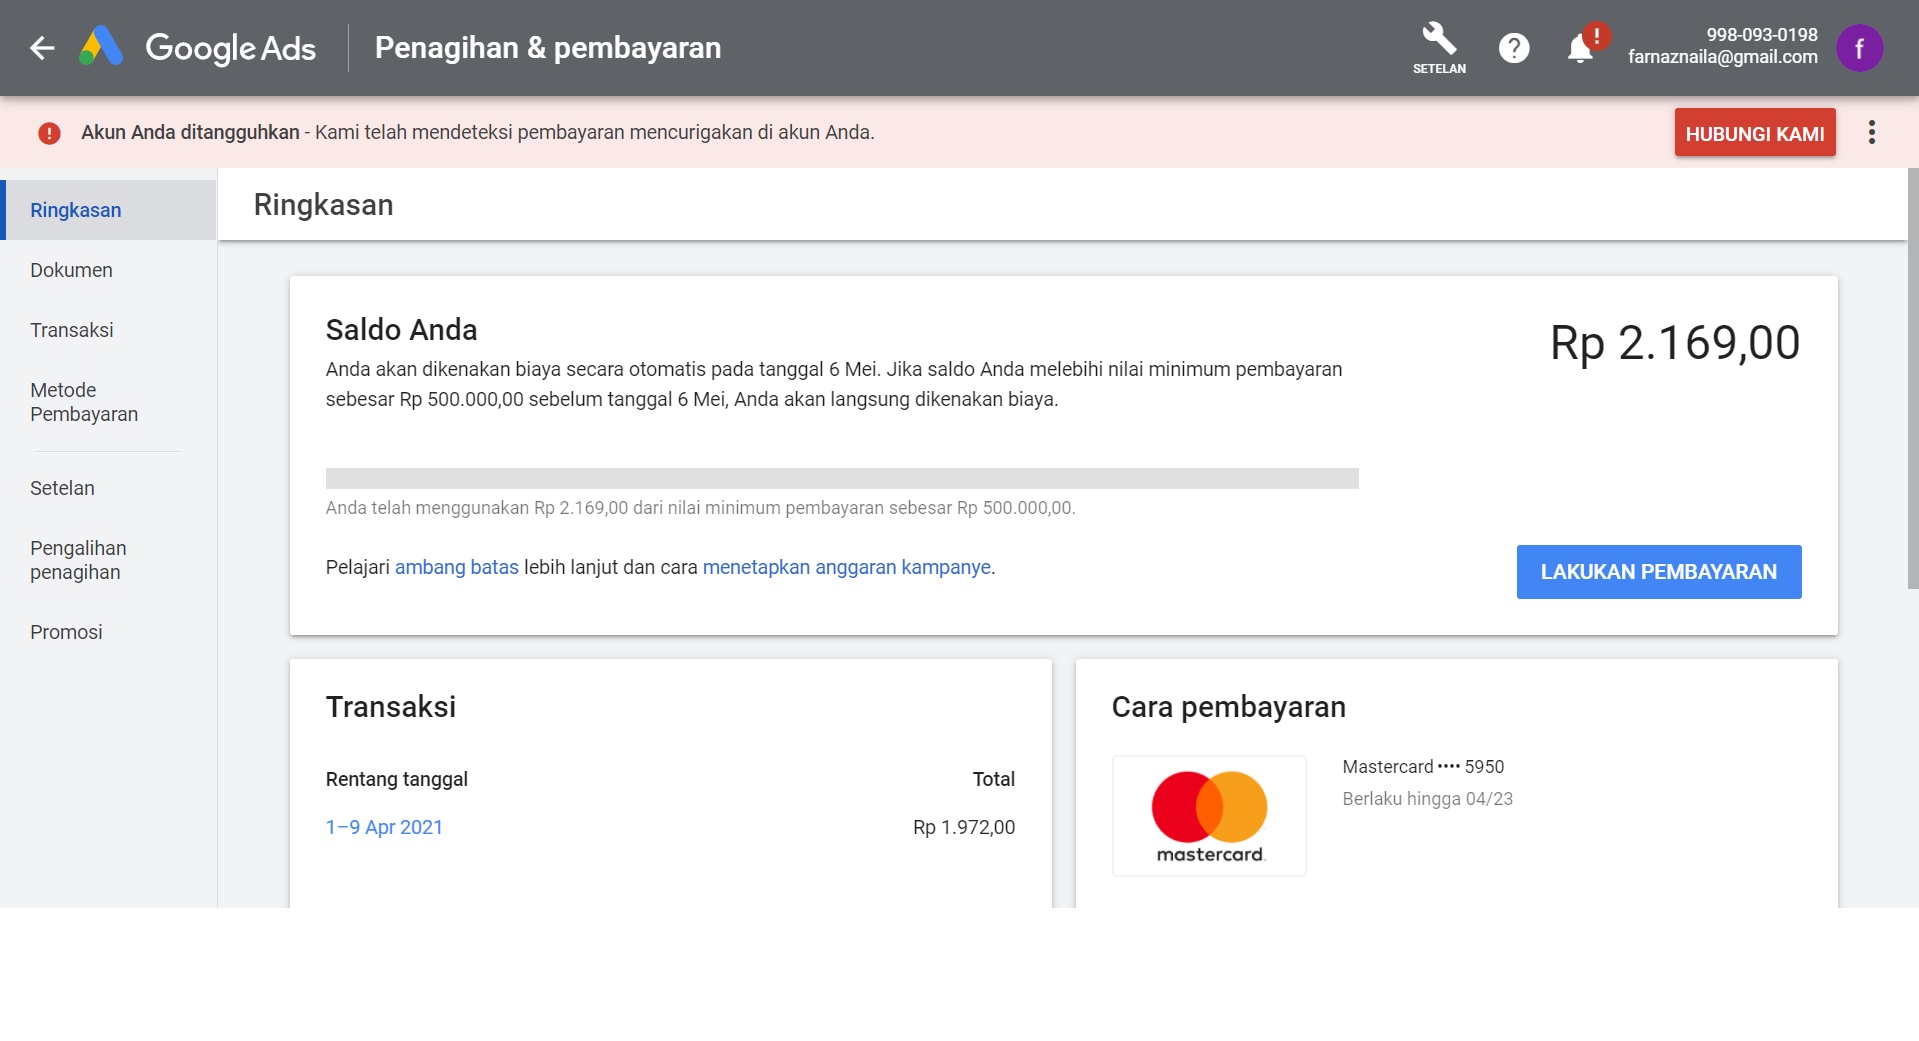 Google Ads
Penagihan & pembayaran
SETELAN
?
!
998-093-0198
farnaznaila@gmail.com
f
! Akun Anda ditangguhkan - Kami telah mendeteksi pembayaran mencurigakan di akun Anda.
HUBUNGI KAMI
Ringkasan
Dokumen
Transaksi
Metode
Pembayaran
Setelan
Pengalihan
penagihan
Promosi
Ringkasan
Saldo Anda
Rp 2.169,00
Anda akan dikenakan biaya secara otomatis pada tanggal 6 Mei. Jika saldo Anda melebihi nilai minimum pembayaran
sebesar Rp 500.000,00 sebelum tanggal 6 Mei, Anda akan langsung dikenakan biaya.
Anda telah menggunakan Rp 2.169,00 dari nilai minimum pembayaran sebesar Rp 500.000,00.
Pelajari ambang batas lebih lanjut dan cara menetapkan anggaran kampanye.
LAKUKAN PEMBAYARAN
Transaksi
Rentang tanggal Total
1–9 Apr 2021 Rp 1.972,00
Cara pembayaran
mastercard.
Mastercard •••• 5950
Berlaku hingga 04/23